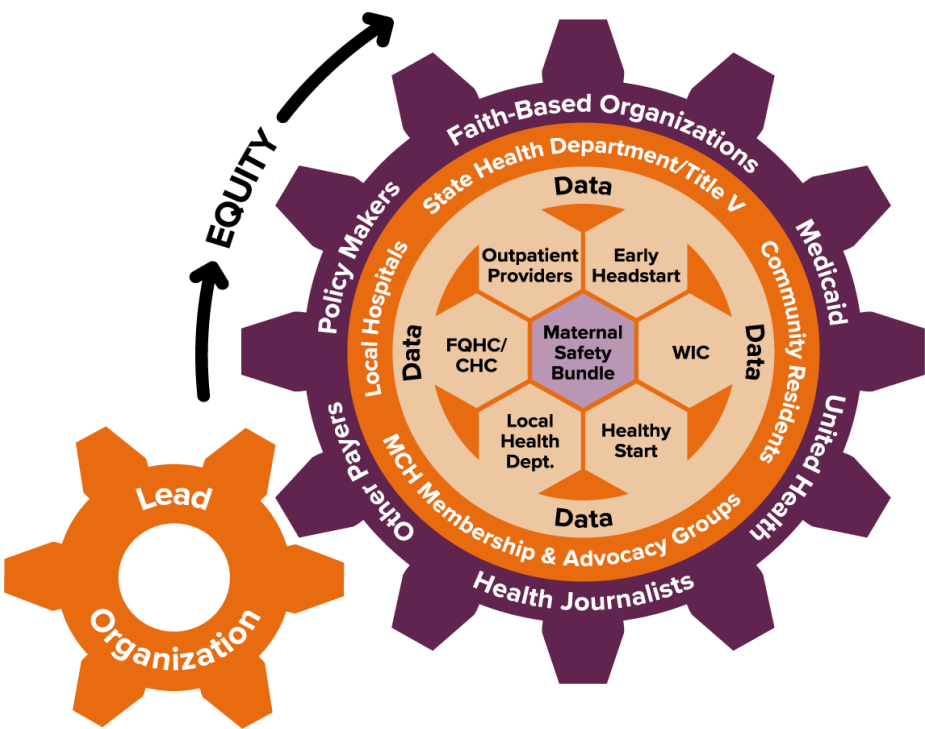 EQUITY
Faith-Based Organizations
Policy Makers
Medicaid
Other Payers
United Health
Health Journalists
State Health Department/Title V
Local Hospitals
Community Residents
MCH Membership & Advocacy Groups
Data
Data
Data
Data
Outpatient
Providers
Early
Headstart
FQHC/
CHC
Maternal
Safety
Bundle
WIC
Local
Health
Dept.
Healthy
Start
Lead
Organization